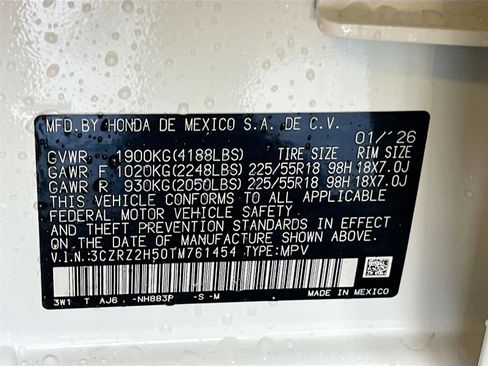 MFD.BY HONDA DE MEXICO S.A. DE C.V.
01/'26
GVWR. 1900KG(4188LBS) TIRE SIZE RIM SIZE
GAWR F 1020KG(2248LBS) 225/55R18 98H 18X7.0J
GAWR R 930KG(2050LBS) 225/55R18 98H 18X7.0J
THIS VEHICLE CONFORMS TO ALL APPLICABLE
FEDERAL MOTOR VEHICLE SAFETY
AND THEFT PREVENTION STANDARDS IN EFFECT
ON THE DATE OF MANUFACTURE SHOWN ABOVE.
V.I.N.:3CZRZ2H50TM761454 TYPE:MPV
3W1 T AJ6 -NH883P -S -M MADE IN MEXICO